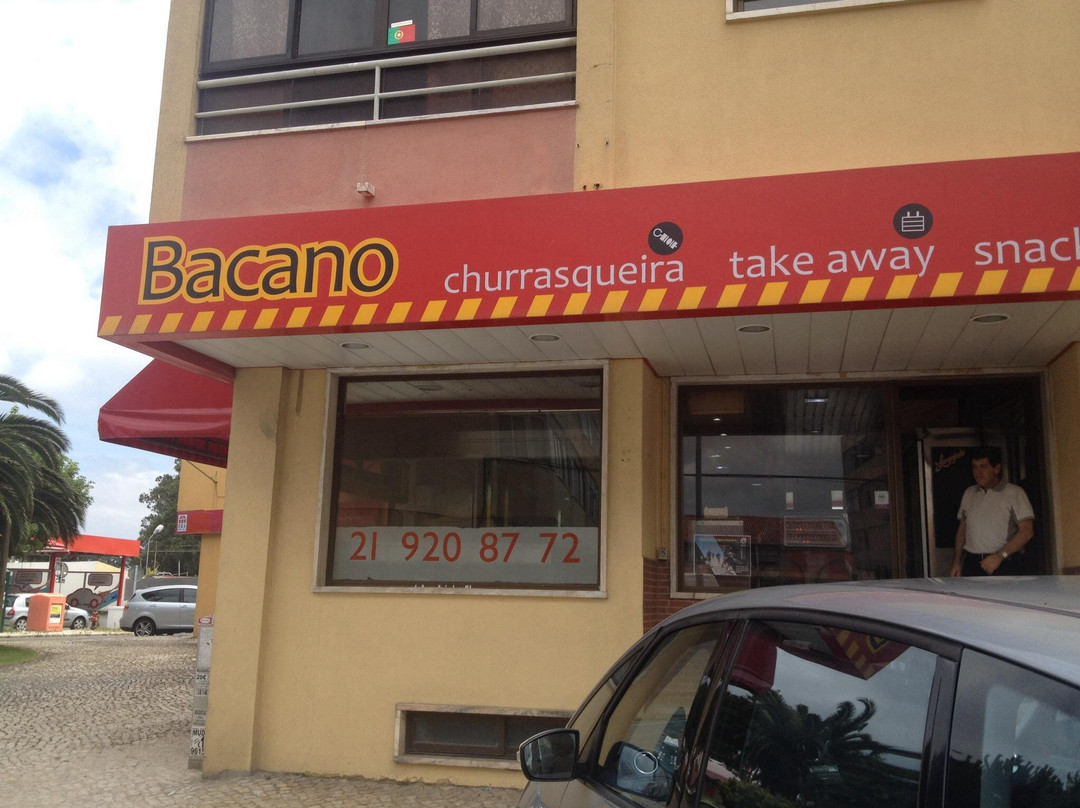 Bacano churrasqueira take away snack
21 920 87 72